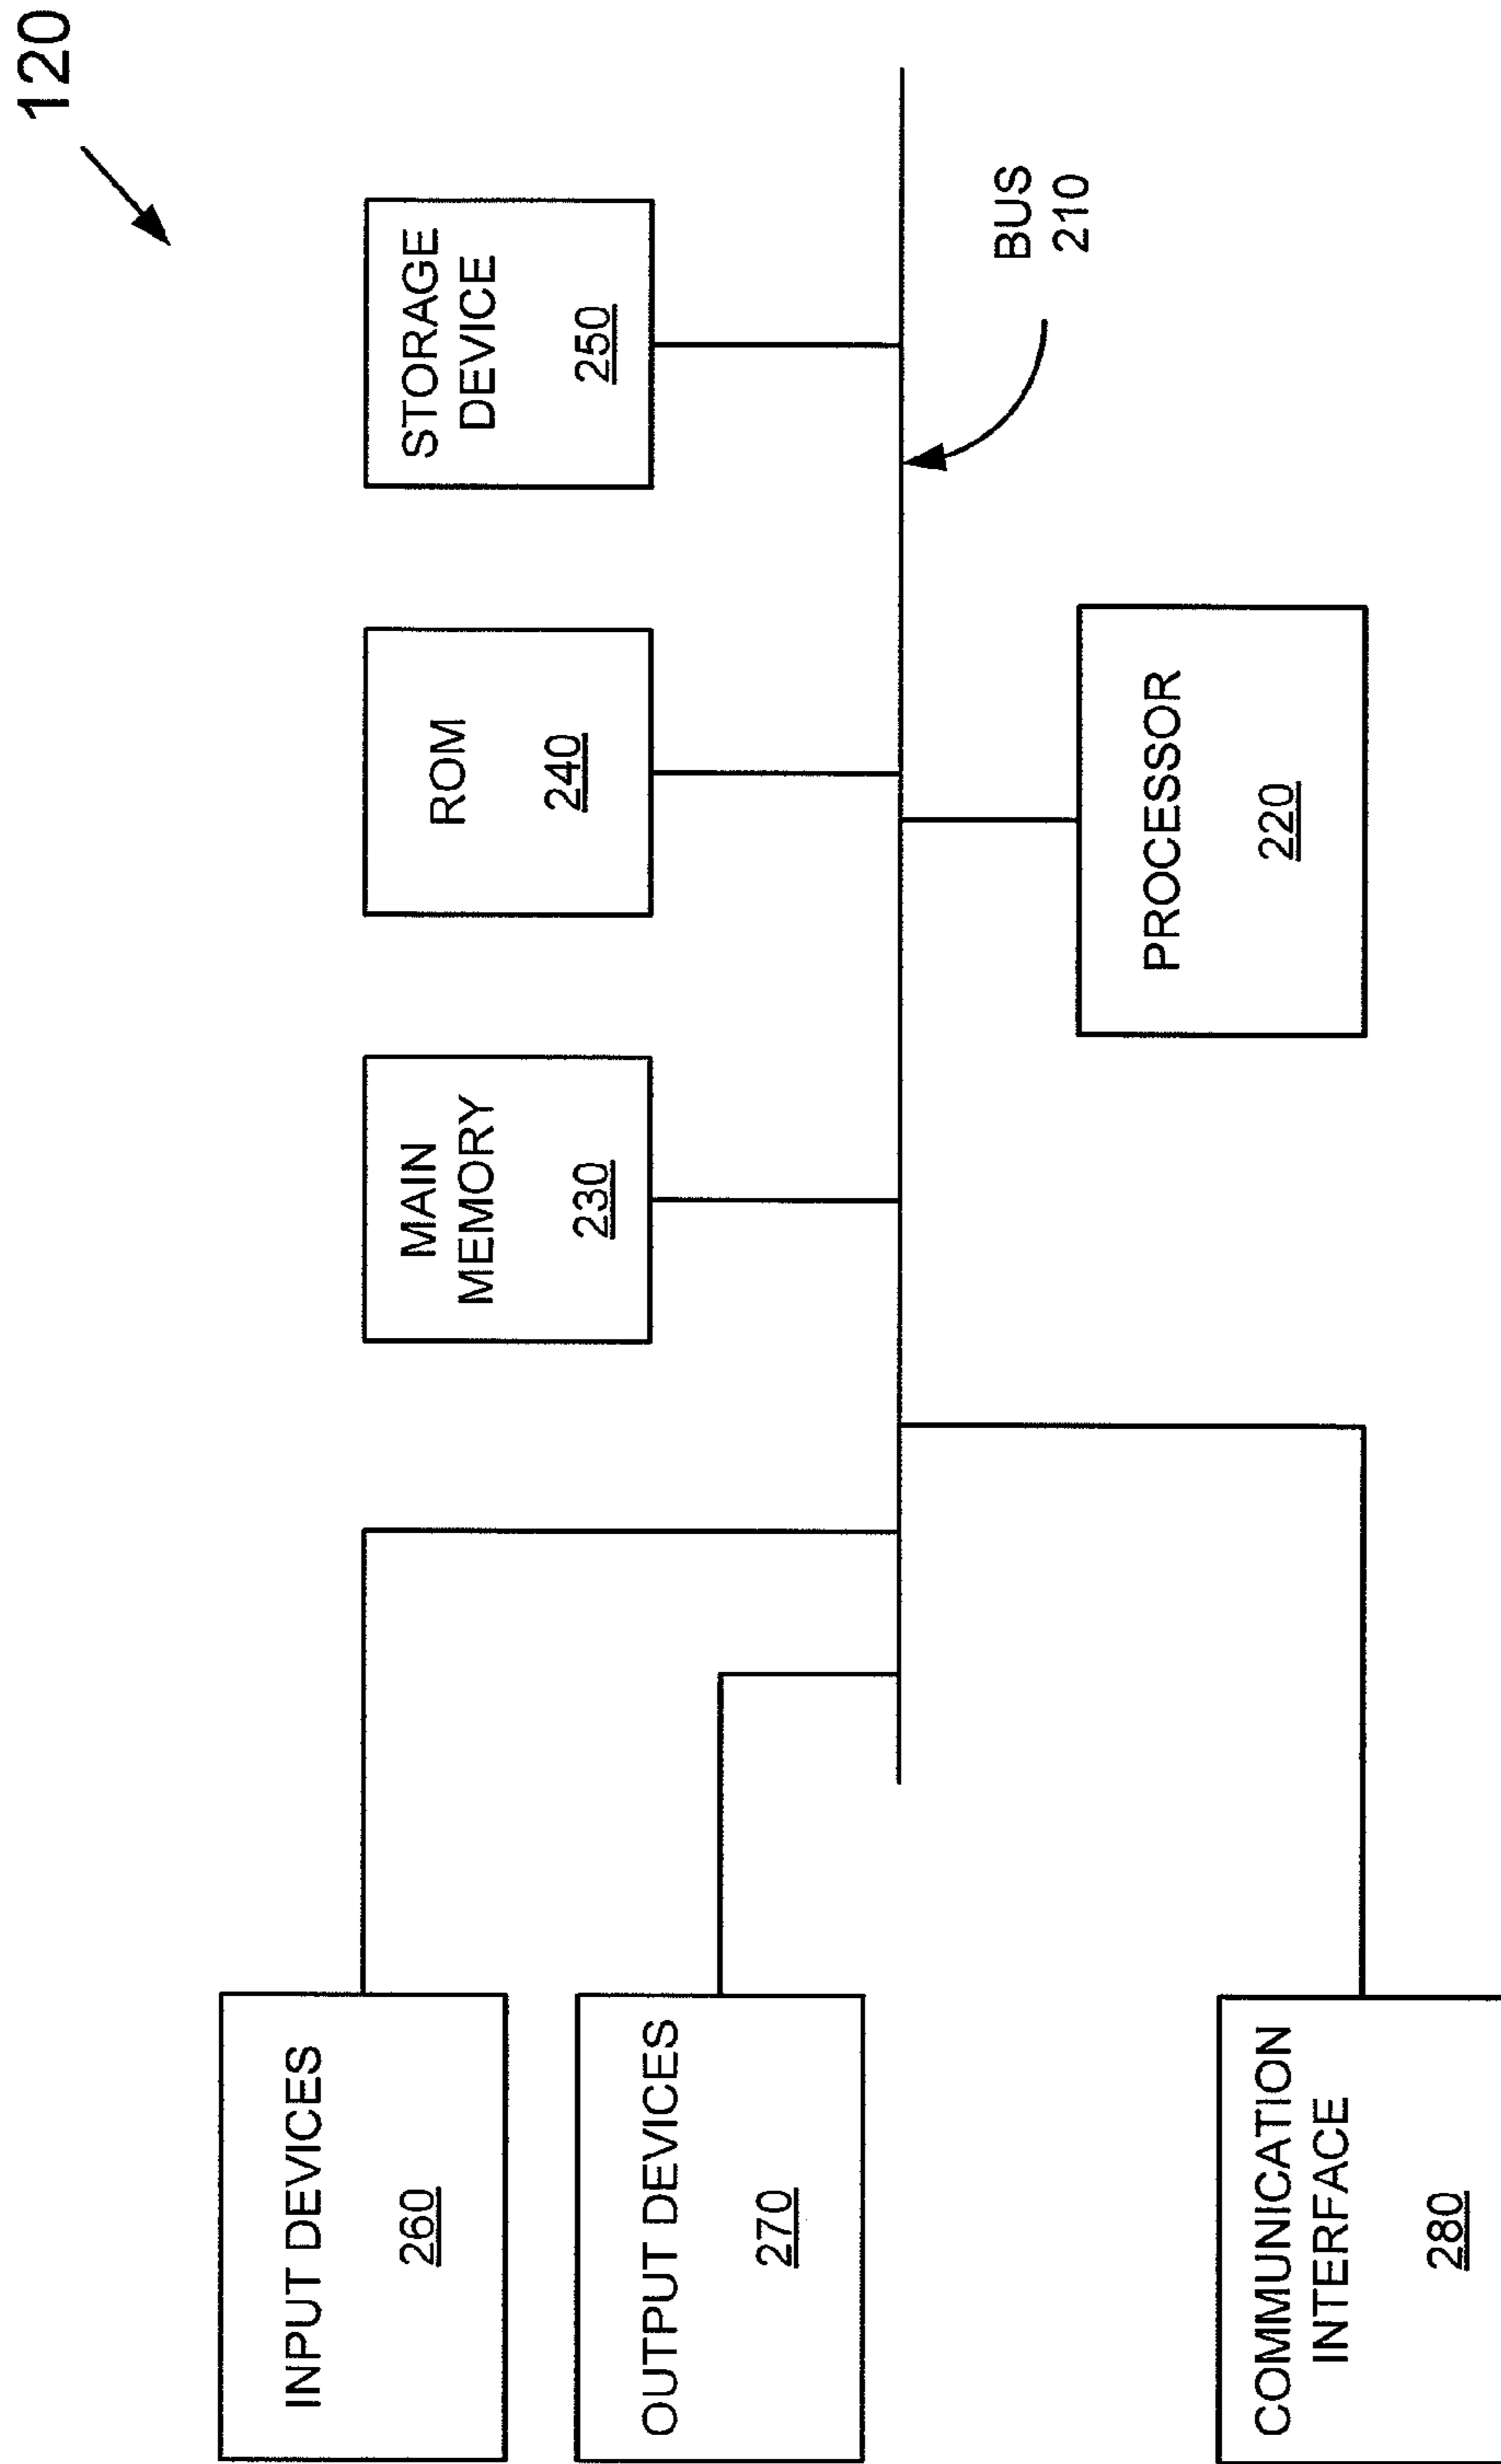 120
INPUT DEVICES
260
OUTPUT DEVICES
270
COMMUNICATION
INTERFACE
280
MAIN
MEMORY
230
ROM
240
STORAGE
DEVICE
250
BUS
210
PROCESSOR
220